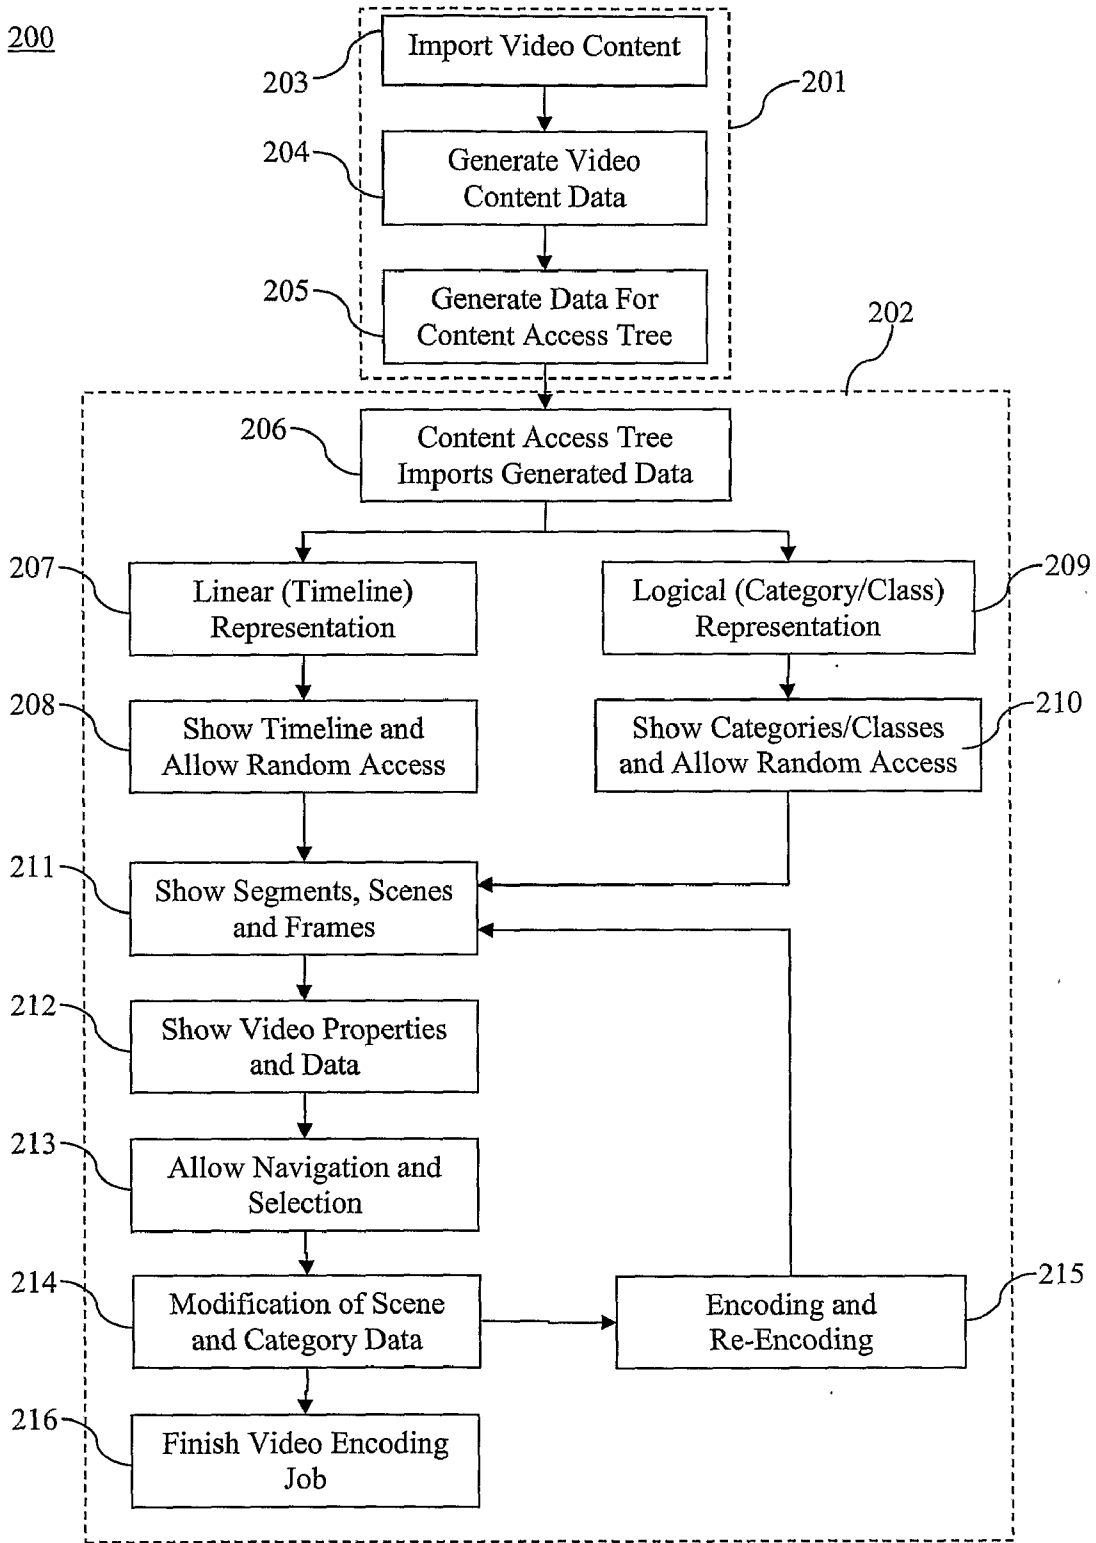 200
Import Video Content
203
201
204
Generate Video
Content Data
205
Generate Data For
Content Access Tree
202
206
Content Access Tree
Imports Generated Data
207
Linear (Timeline)
Representation
Logical (Category/Class)
Representation
209
208
Show Timeline and
Allow Random Access
Show Categories/Classes
and Allow Random Access
210
211
Show Segments, Scenes
and Frames
212
Show Video Properties
and Data
213
Allow Navigation and
Selection
214
Modification of Scene
and Category Data
Encoding and
Re-Encoding
215
216
Finish Video Encoding
Job